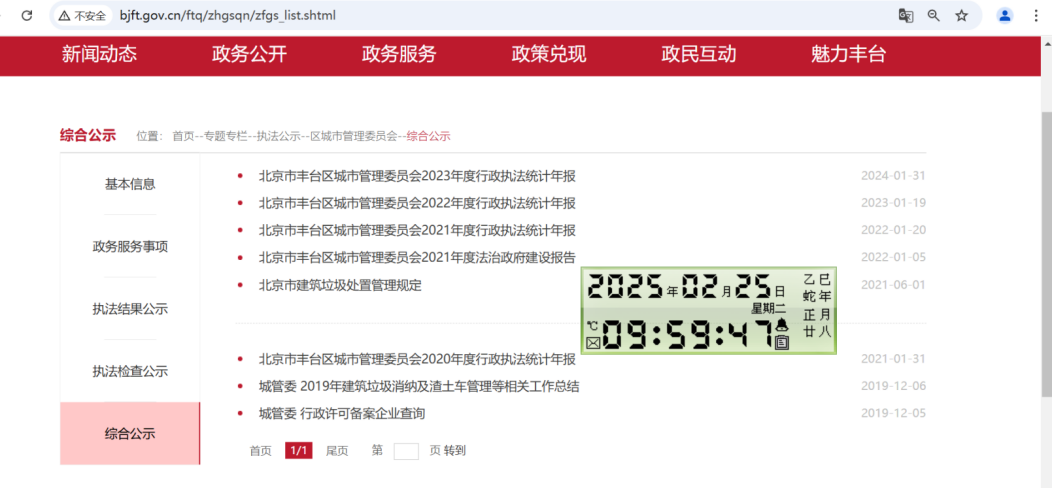 不安全 bjft.gov.cn/ftq/zhgsqn/zfgs_list.shtml
新闻动态 政务公开 政务服务 政策兑现 政民互动 魅力丰台
综合公示 位置： 首页--专题专栏--执法公示--区城市管理委员会--综合公示
基本信息
政务服务事项
执法结果公示
执法检查公示
综合公示
北京市丰台区城市管理委员会2023年度行政执法统计年报 2024-01-31
北京市丰台区城市管理委员会2022年度行政执法统计年报 2023-01-19
北京市丰台区城市管理委员会2021年度行政执法统计年报 2022-01-20
北京市丰台区城市管理委员会2021年度法治政府建设报告 2022-01-05
北京市建筑垃圾处置管理规定 2021-06-01
北京市丰台区城市管理委员会2020年度行政执法统计年报 2021-01-31
城管委 2019年建筑垃圾消纳及渣土车管理等相关工作总结 2019-12-06
城管委 行政许可备案企业查询 2019-12-05
首页 1/1 尾页 第 页 转到
2025年02月25日
星期二
℃
09:59:47
乙巳
蛇年
正月
廿八